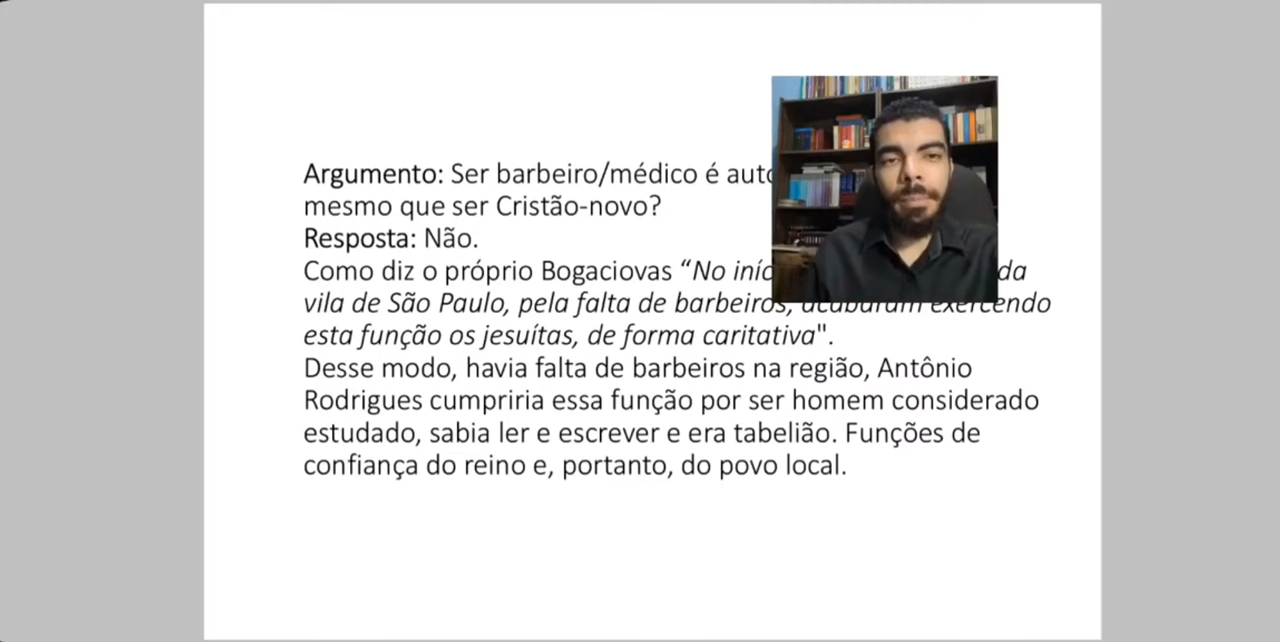 Argumento: Ser barbeiro/médico é
mesmo que ser Cristão-novo?
Resposta: Não.
Como diz o próprio Bogaciovas “No da
vila de São Paulo, pela falta de barbeiros, acabaram exercendo
esta função os jesuítas, de forma caritativa".
Desse modo, havia falta de barbeiros na região, Antônio
Rodrigues cumpriria essa função por ser homem considerado
estudado, sabia ler e escrever e era tabelião. Funções de
confiança do reino e, portanto, do povo local.